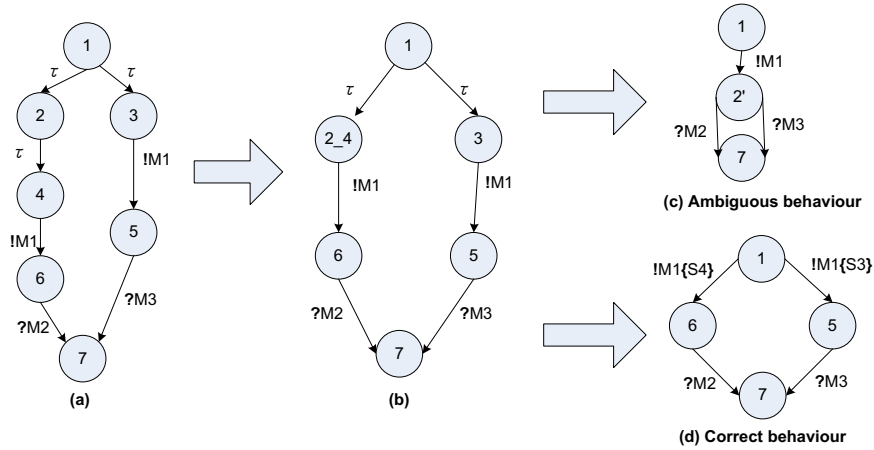 1
τ
τ
2
3
τ
!M1
4
!M1
5
6
?M2
?M3
7
(a)
1
τ
τ
2_4
3
!M1
!M1
6
5
?M2
?M3
7
(b)
1
!M1
2'
?M2
?M3
7
(c) Ambiguous behaviour
1
!M1{S4}
!M1{S3}
6
5
?M2
?M3
7
(d) Correct behaviour